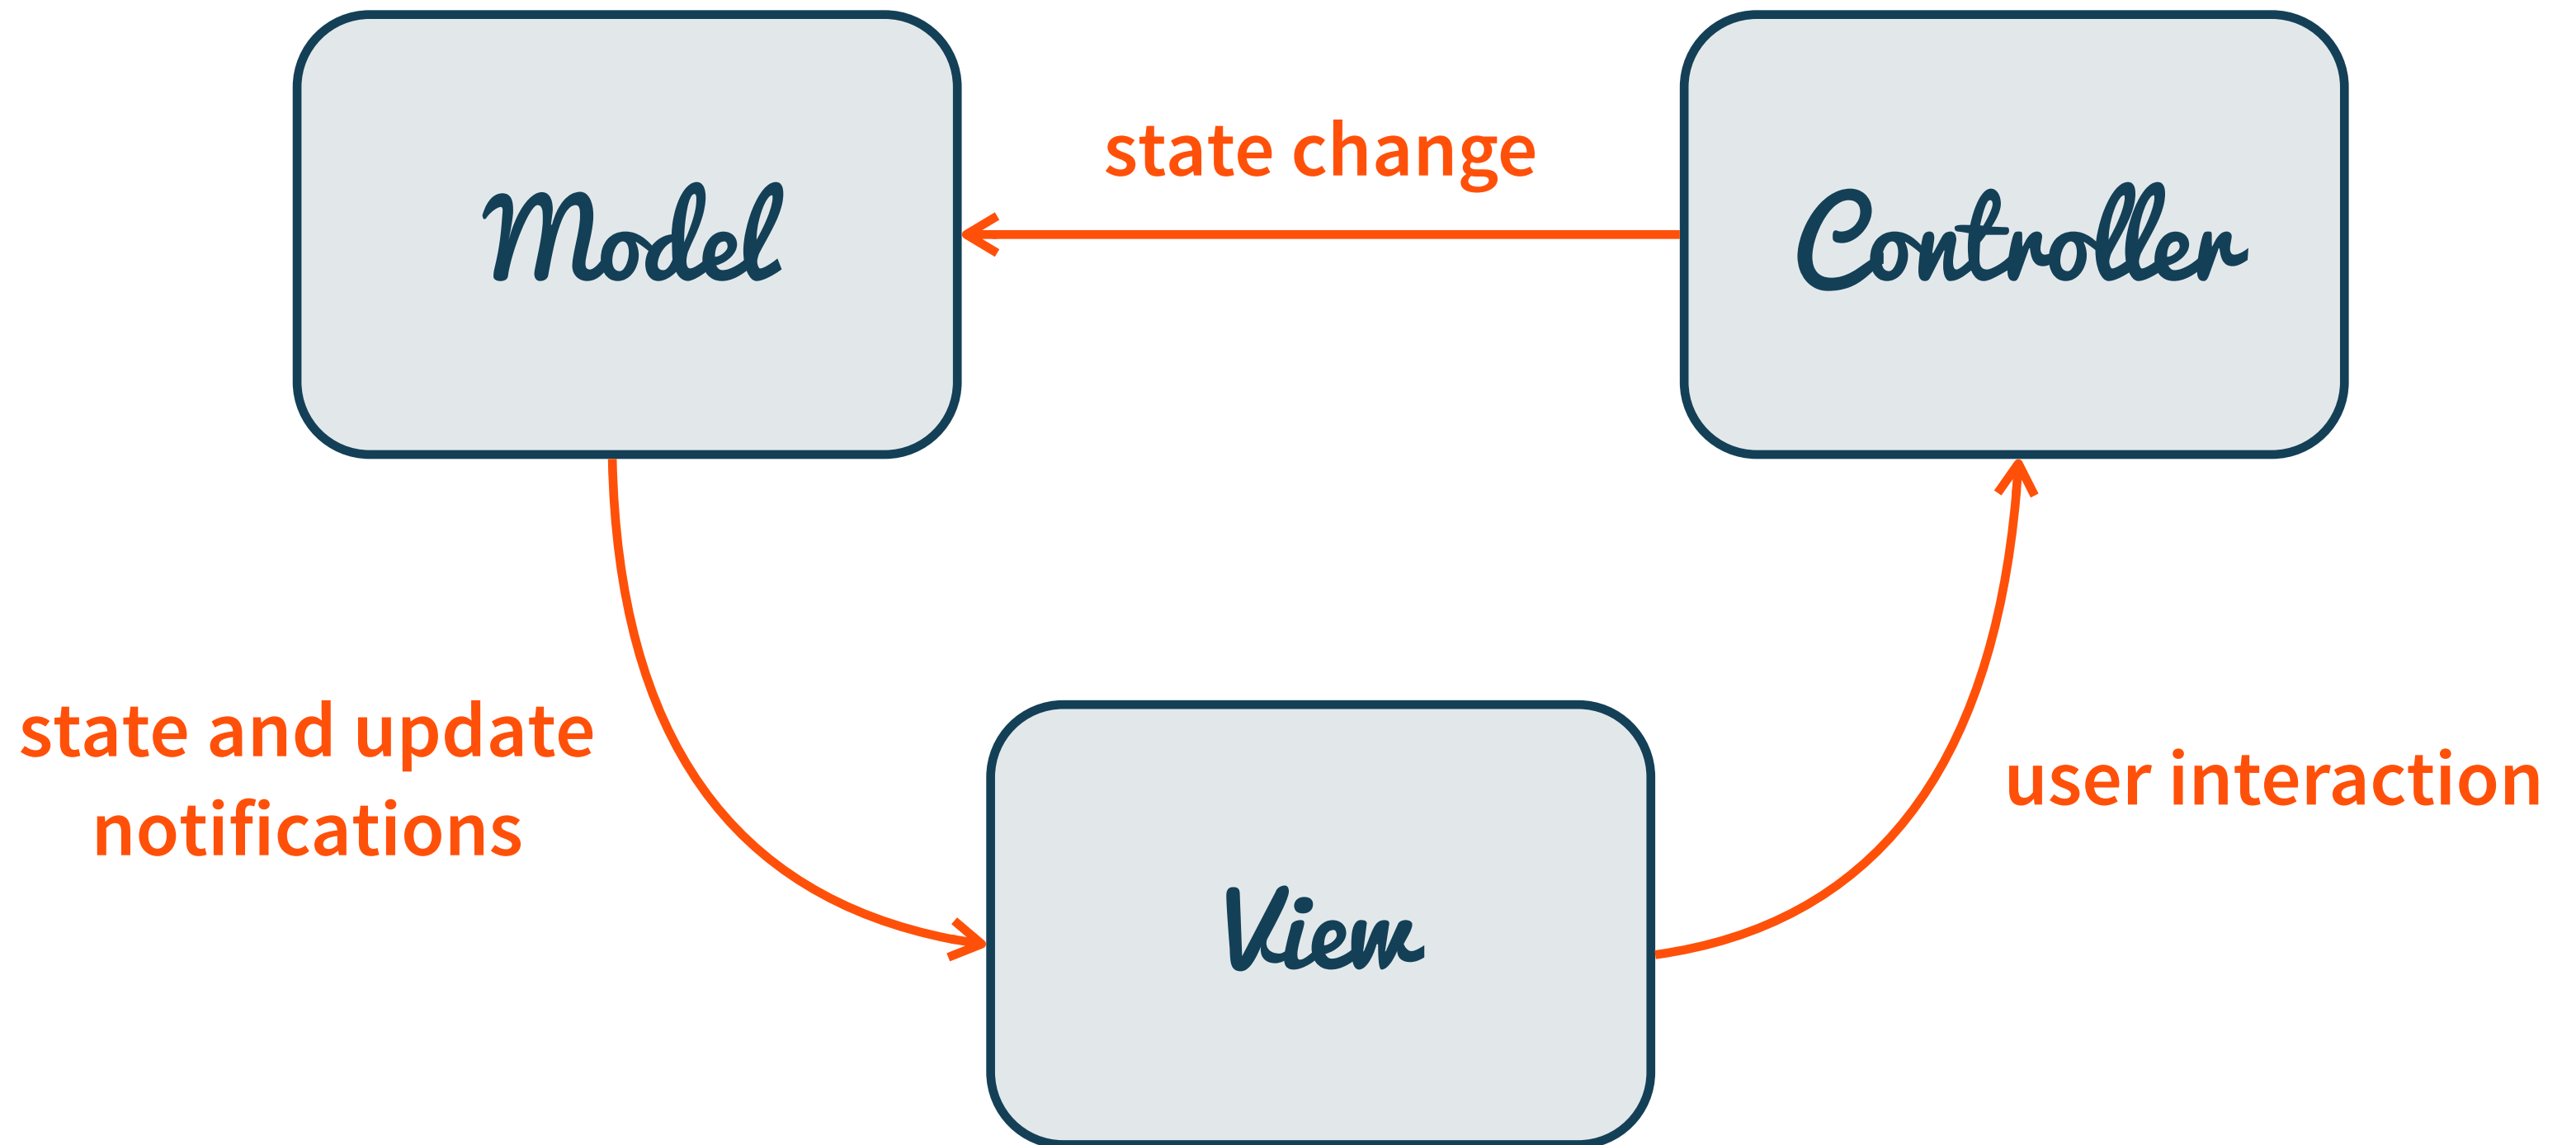 state change
Model
Controller
state and update
notifications
user interaction
View